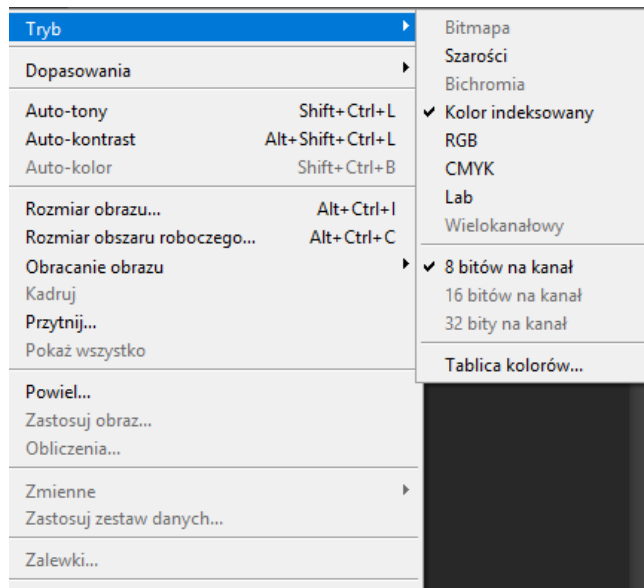 Tryb
Dopasowania
Auto-tony Shift+Ctrl+L
Auto-kontrast Alt+Shift+Ctrl+L
Auto-kolor Shift+Ctrl+B
Rozmiar obrazu... Alt+Ctrl+I
Rozmiar obszaru roboczego... Alt+Ctrl+C
Obracanie obrazu
Kadruj
Przytnij...
Pokaż wszystko
Powiel...
Zastosuj obraz...
Obliczenia...
Zmienne
Zastosuj zestaw danych...
Zalewki...
Bitmapa
Szarości
Bichromia
Kolor indeksowany
RGB
CMYK
Lab
Wielokanałowy
8 bitów na kanał
16 bitów na kanał
32 bity na kanał
Tablica kolorów...